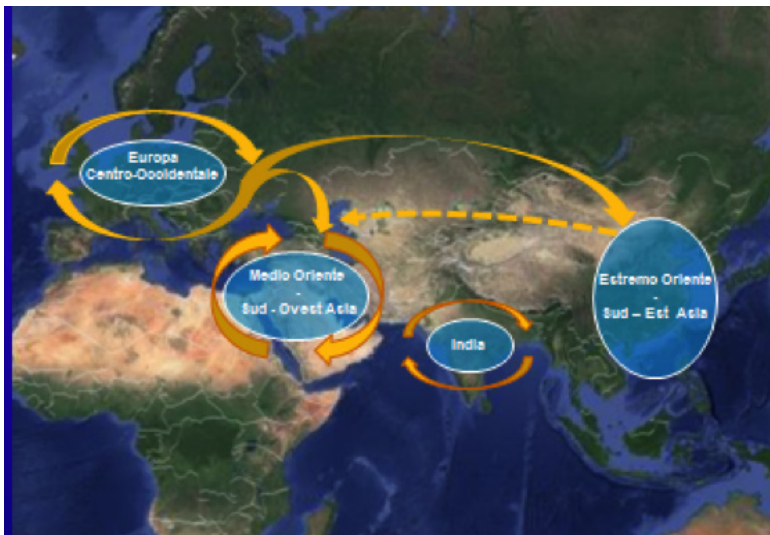 Europa
Centro-Occidentale
Medio Oriente
-
Sud - Ovest Asia
India
Estremo Oriente
-
Sud – Est Asia